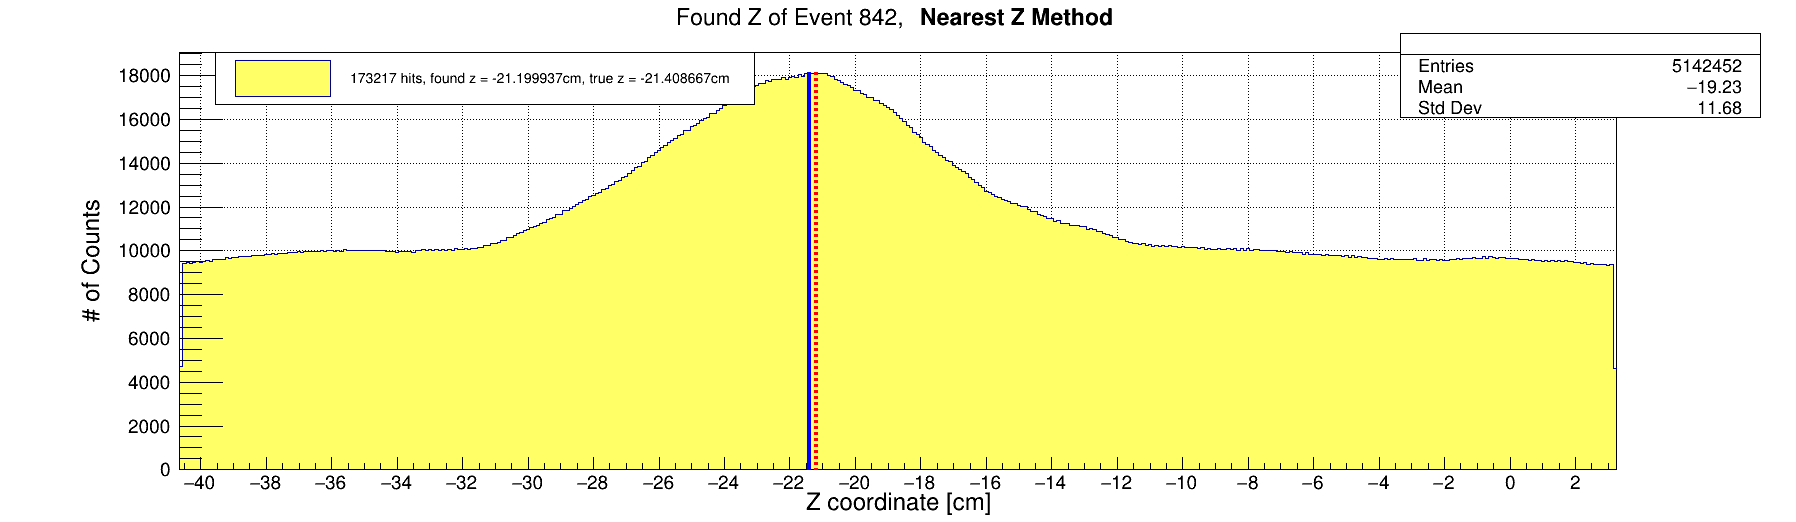 Found Z of Event 842, Nearest Z Method
173217 hits, found z = -21.199937cm, true z = -21.408667cm
Entries 5142452
Mean −19.23
Std Dev 11.68
# of Counts
18000
16000
14000
12000
10000
8000
6000
4000
2000
0
−40 −38 −36 −34 −32 −30 −28 −26 −24 −22 −20 −18 −16 −14 −12 −10 −8 −6 −4 −2 0 2
Z coordinate [cm]